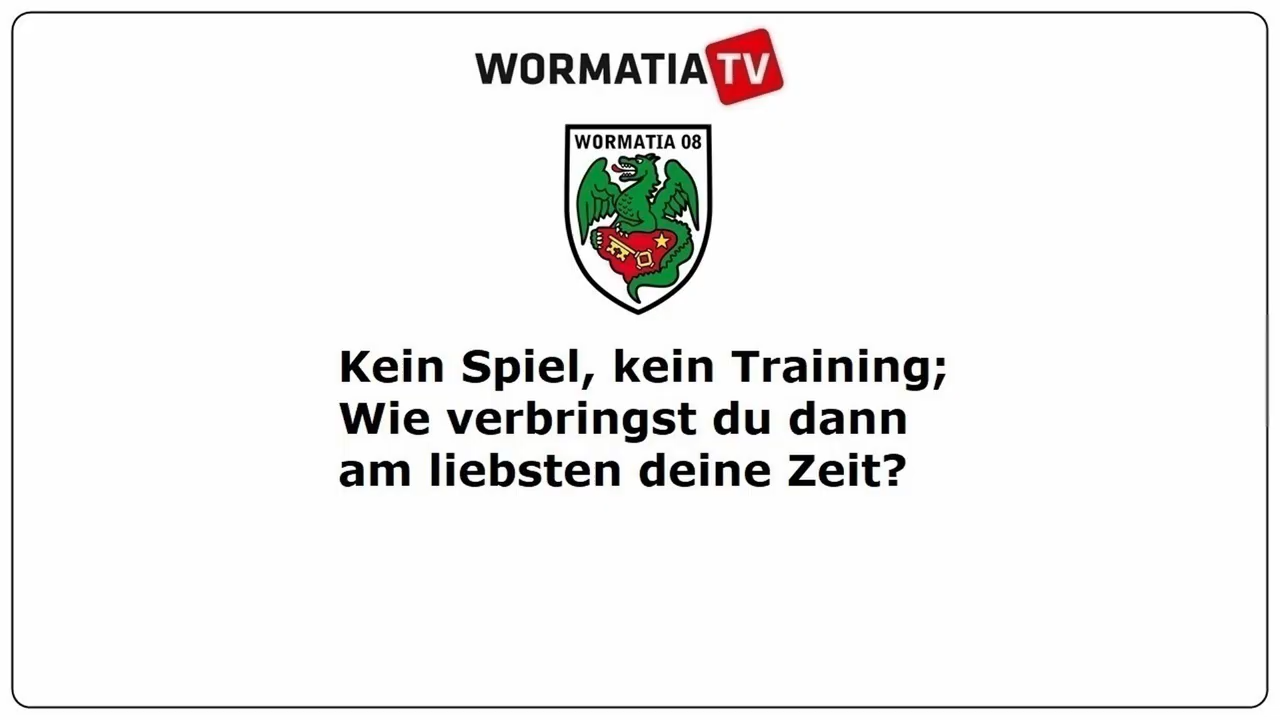 WORMATIA TV
WORMATIA 08
Kein Spiel, kein Training;
Wie verbringst du dann
am liebsten deine Zeit?